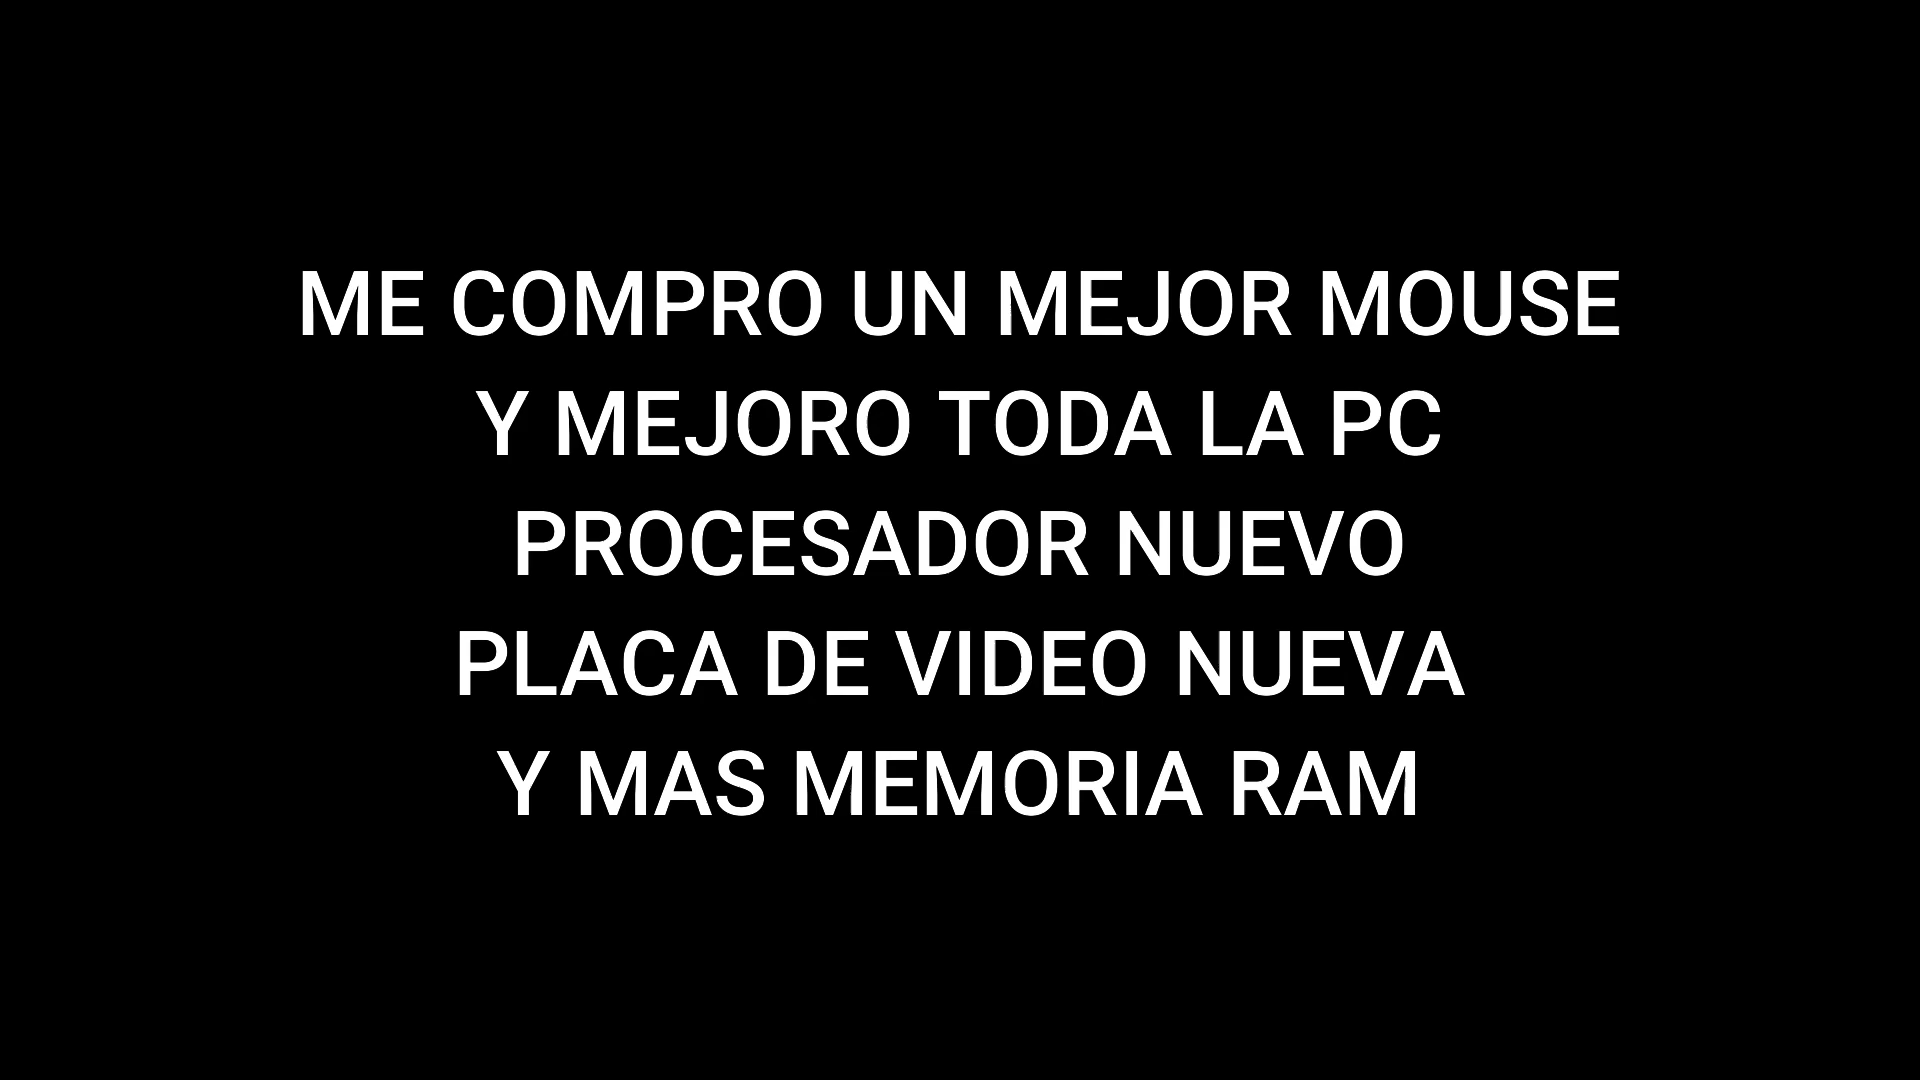 ME COMPRO UN MEJOR MOUSE
Y MEJORO TODA LA PC
PROCESADOR NUEVO
PLACA DE VIDEO NUEVA
Y MAS MEMORIA RAM